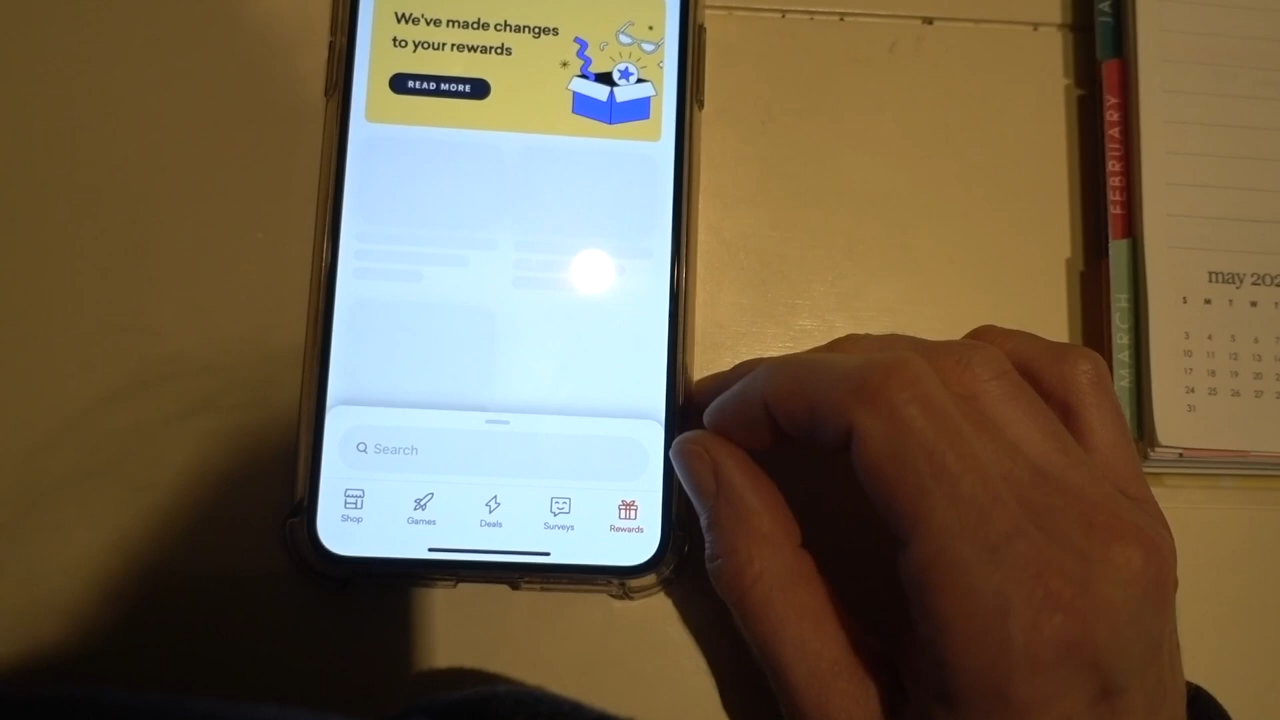 We've made changes
to your rewards
READ MORE
Search
Shop
Games
Deals
Surveys
Rewards
FEBRUARY
MARCH
may
S M T W
3 4 5 6
10 11 12 13
17 18 19 20
24 25 26 27
31